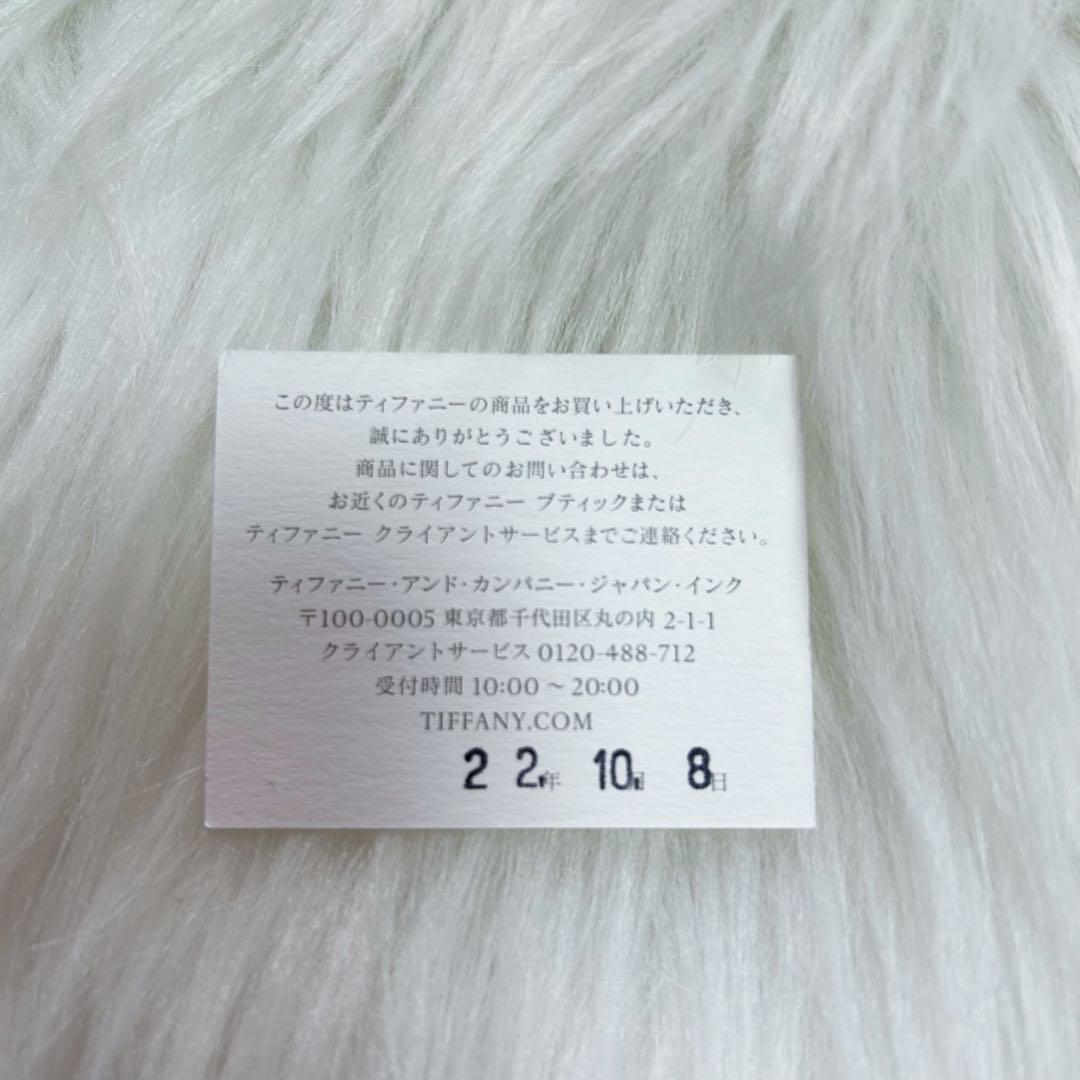 この度はティファニーの商品をお買い上げいただき、
誠にありがとうございました。
商品に関してのお問い合わせは、
お近くのティファニー ブティックまたは
ティファニー クライアントサービスまでご連絡ください。
ティファニー・アンド・カンパニー・ジャパン・インク
〒100-0005 東京都千代田区丸の内 2-1-1
クライアントサービス 0120-488-712
受付時間 10:00 〜 20:00
TIFFANY.COM
22年 10月 8日